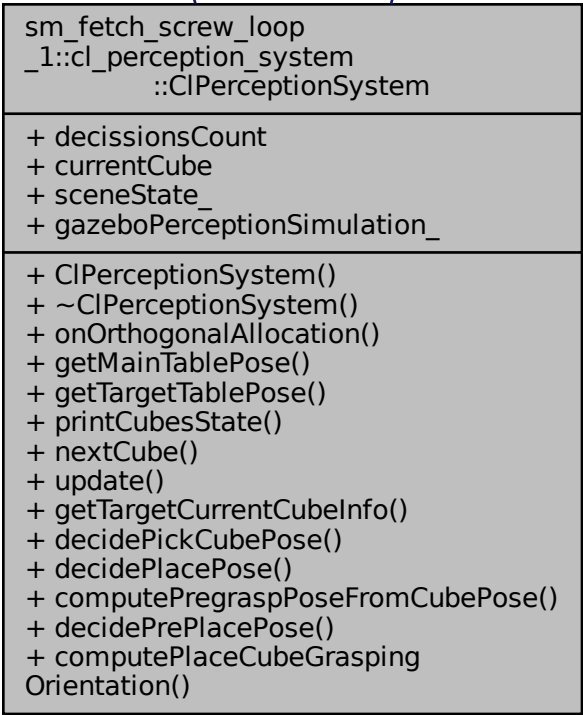 sm_fetch_screw_loop
_1::cl_perception_system
::ClPerceptionSystem
+ decissionsCount
+ currentCube
+ sceneState_
+ gazeboPerceptionSimulation_
+ ClPerceptionSystem()
+ ~ClPerceptionSystem()
+ onOrthogonalAllocation()
+ getMainTablePose()
+ getTargetTablePose()
+ printCubesState()
+ nextCube()
+ update()
+ getTargetCurrentCubeInfo()
+ decidePickCubePose()
+ decidePlacePose()
+ computePregraspPoseFromCubePose()
+ decidePrePlacePose()
+ computePlaceCubeGrasping
Orientation()